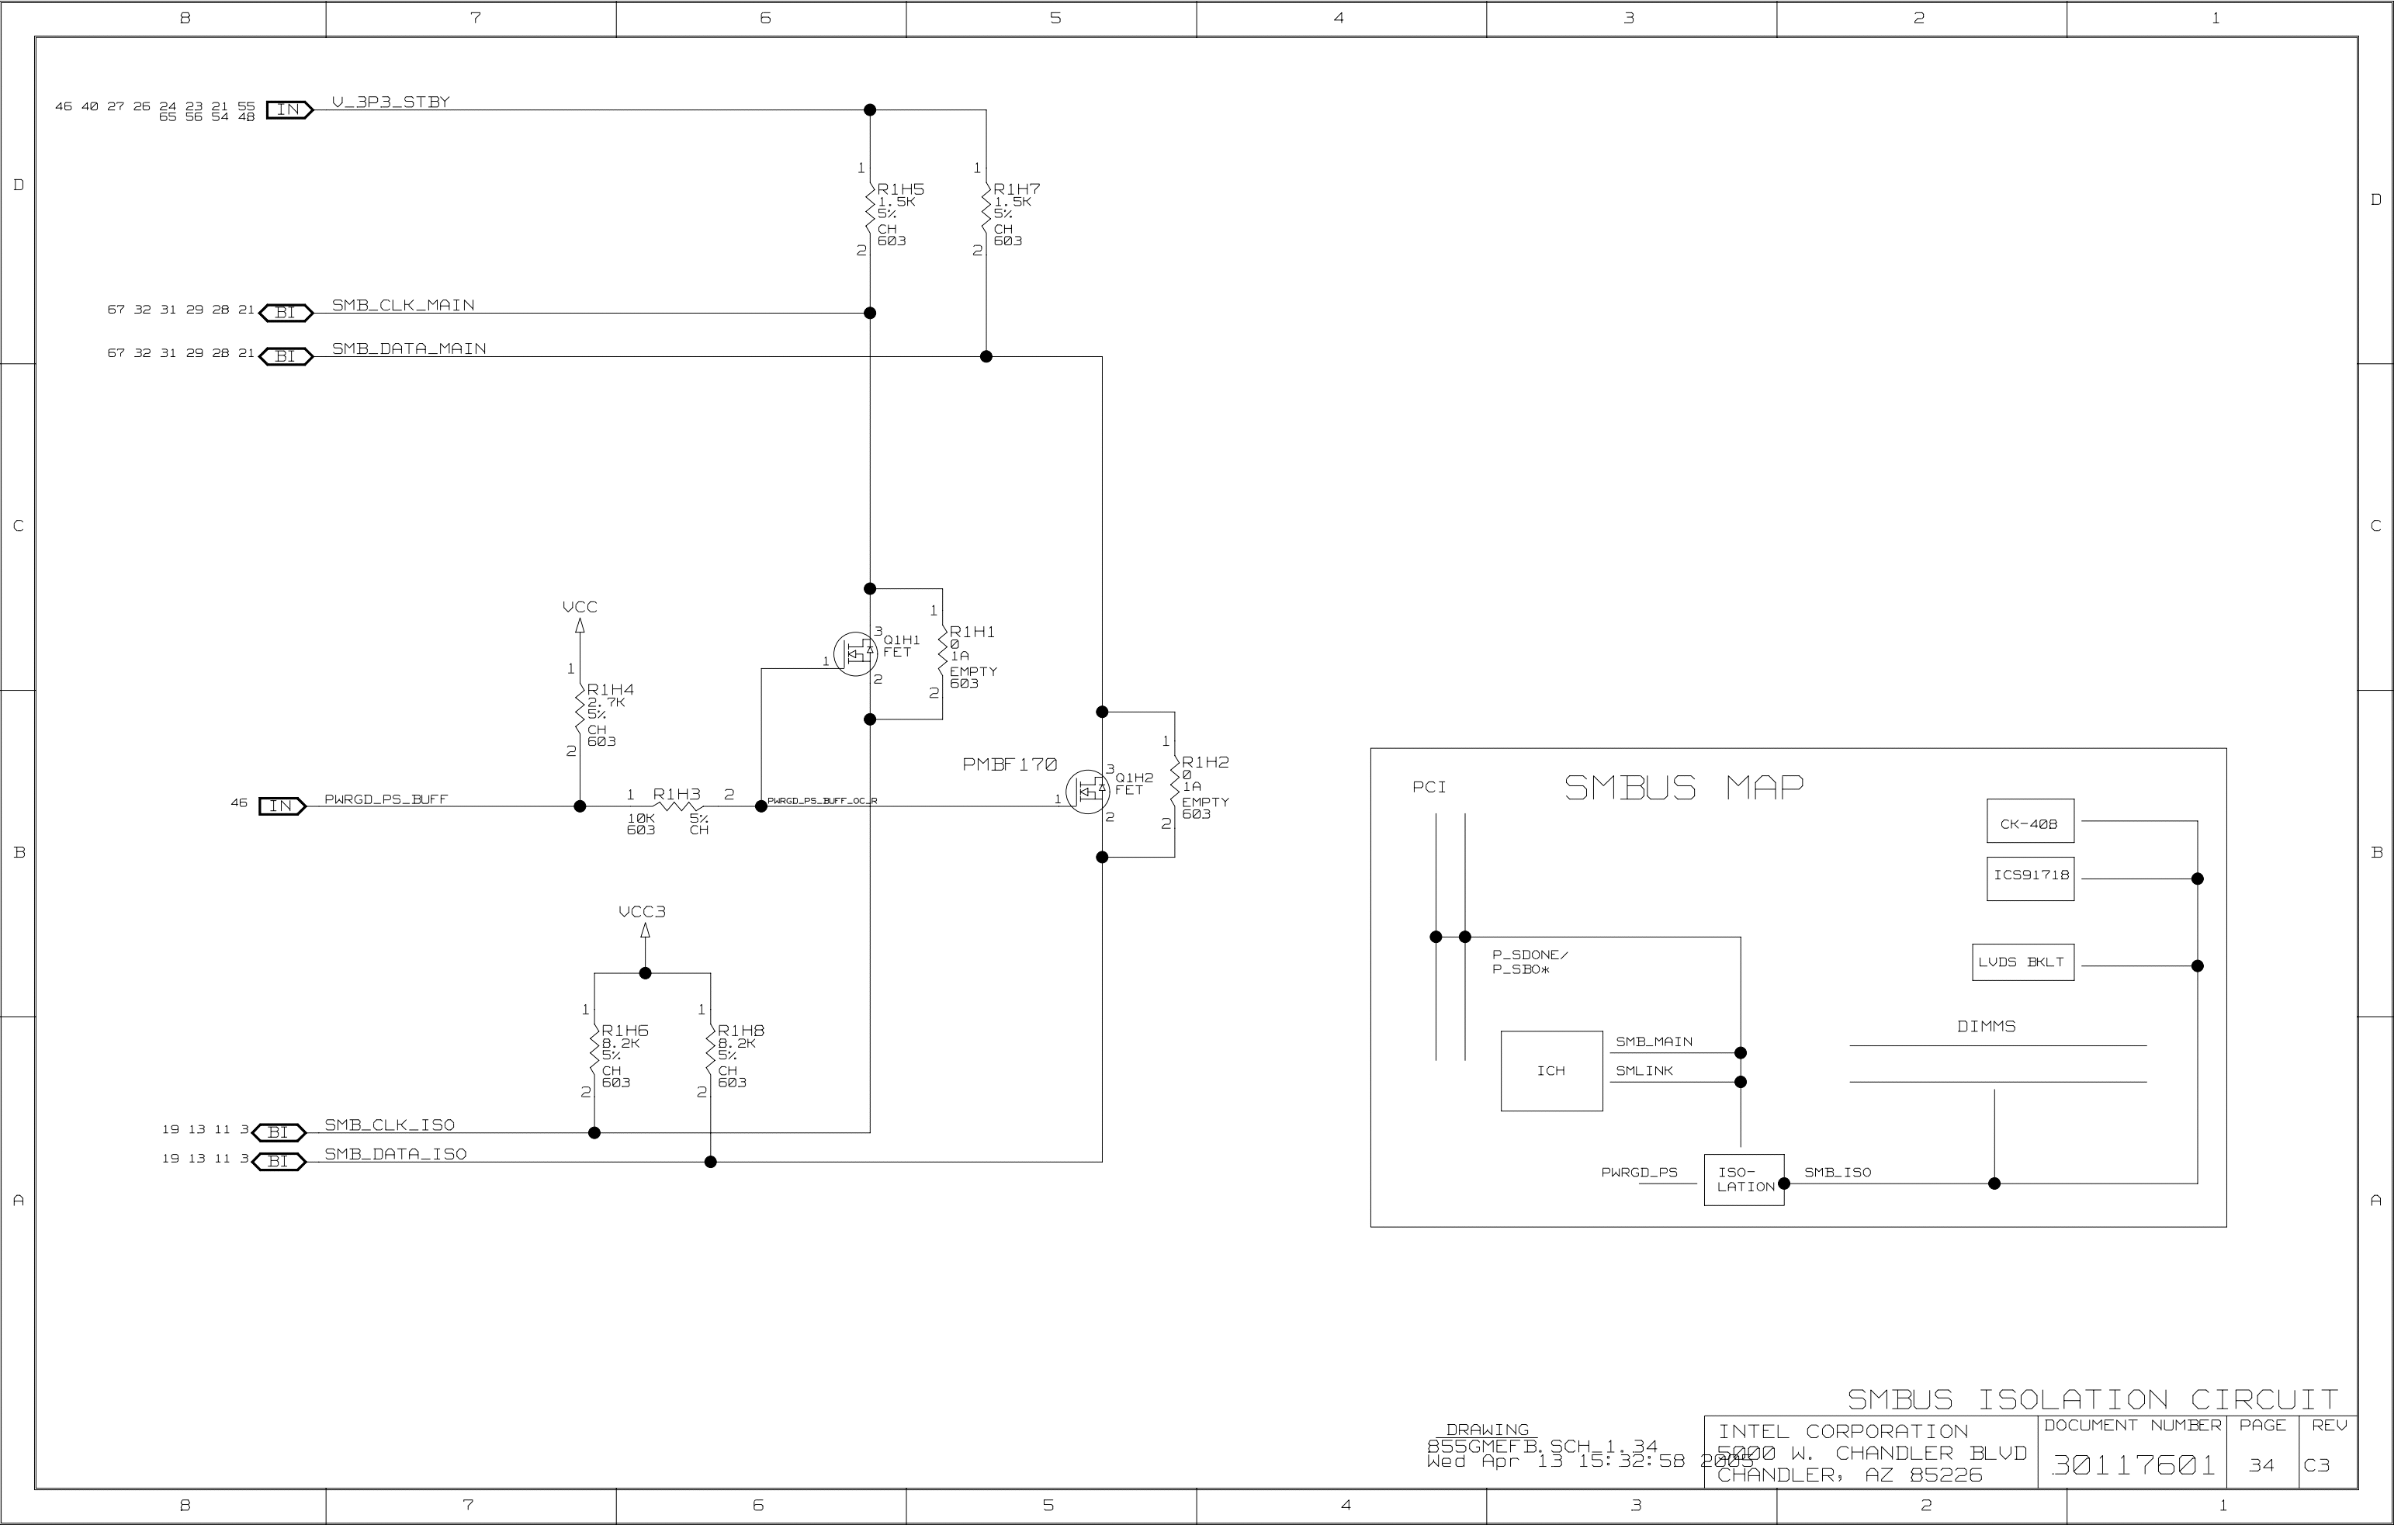 8 7 6 5 4 3 2 1
46 40 27 26 24 23 21 55
65 56 54 48
IN
V_3P3_STBY
D
D
1
R1H5
1.5K
5%
CH
603
2
1
R1H7
1.5K
5%
CH
603
2
67 32 31 29 28 21
BI
SMB_CLK_MAIN
67 32 31 29 28 21
BI
SMB_DATA_MAIN
C
C
VCC
1
R1H4
2.7K
5%
CH
603
2
3
Q1H1
FET
1
2
1
R1H1
0
1A
EMPTY
603
2
46
IN
PWRGD_PS_BUFF
1 R1H3 2
10K 5%
603 CH
PWRGD_PS_BUFF_OC_R
PMBF170
3
Q1H2
FET
1
2
1
R1H2
0
1A
EMPTY
603
2
B
B
VCC3
1
R1H6
8.2K
5%
CH
603
2
1
R1H8
8.2K
5%
CH
603
2
19 13 11 3
BI
SMB_CLK_ISO
19 13 11 3
BI
SMB_DATA_ISO
A
A
SMBUS MAP
PCI
CK-408
ICS91718
P_SDONE/
P_SBO*
LVDS BKLT
DIMMS
ICH
SMB_MAIN
SMLINK
PWRGD_PS
ISO-
LATION
SMB_ISO
SMBUS ISOLATION CIRCUIT
DRAWING
855GMEFB.SCH_1.34
Wed Apr 13 15:32:58 2005
INTEL CORPORATION
5000 W. CHANDLER BLVD
CHANDLER, AZ 85226
DOCUMENT NUMBER
30117601
PAGE
34
REV
C3
8 7 6 5 4 3 2 1